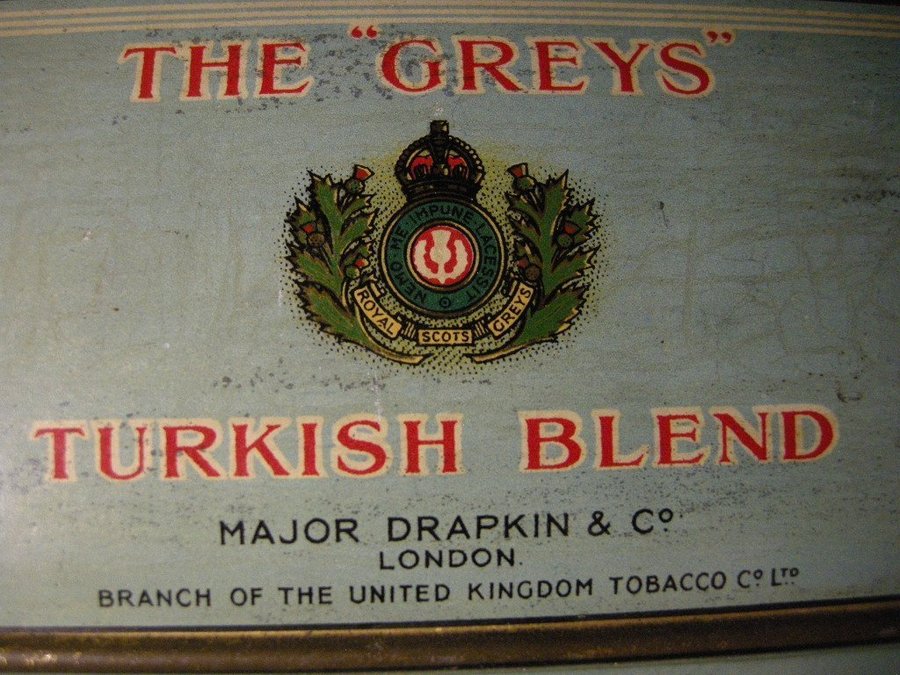 THE "GREYS"
NEMO ME IMPUNE LACESSIT
ROYAL SCOTS GREYS
TURKISH BLEND
MAJOR DRAPKIN & Cº
LONDON.
BRANCH OF THE UNITED KINGDOM TOBACCO Cº LTD